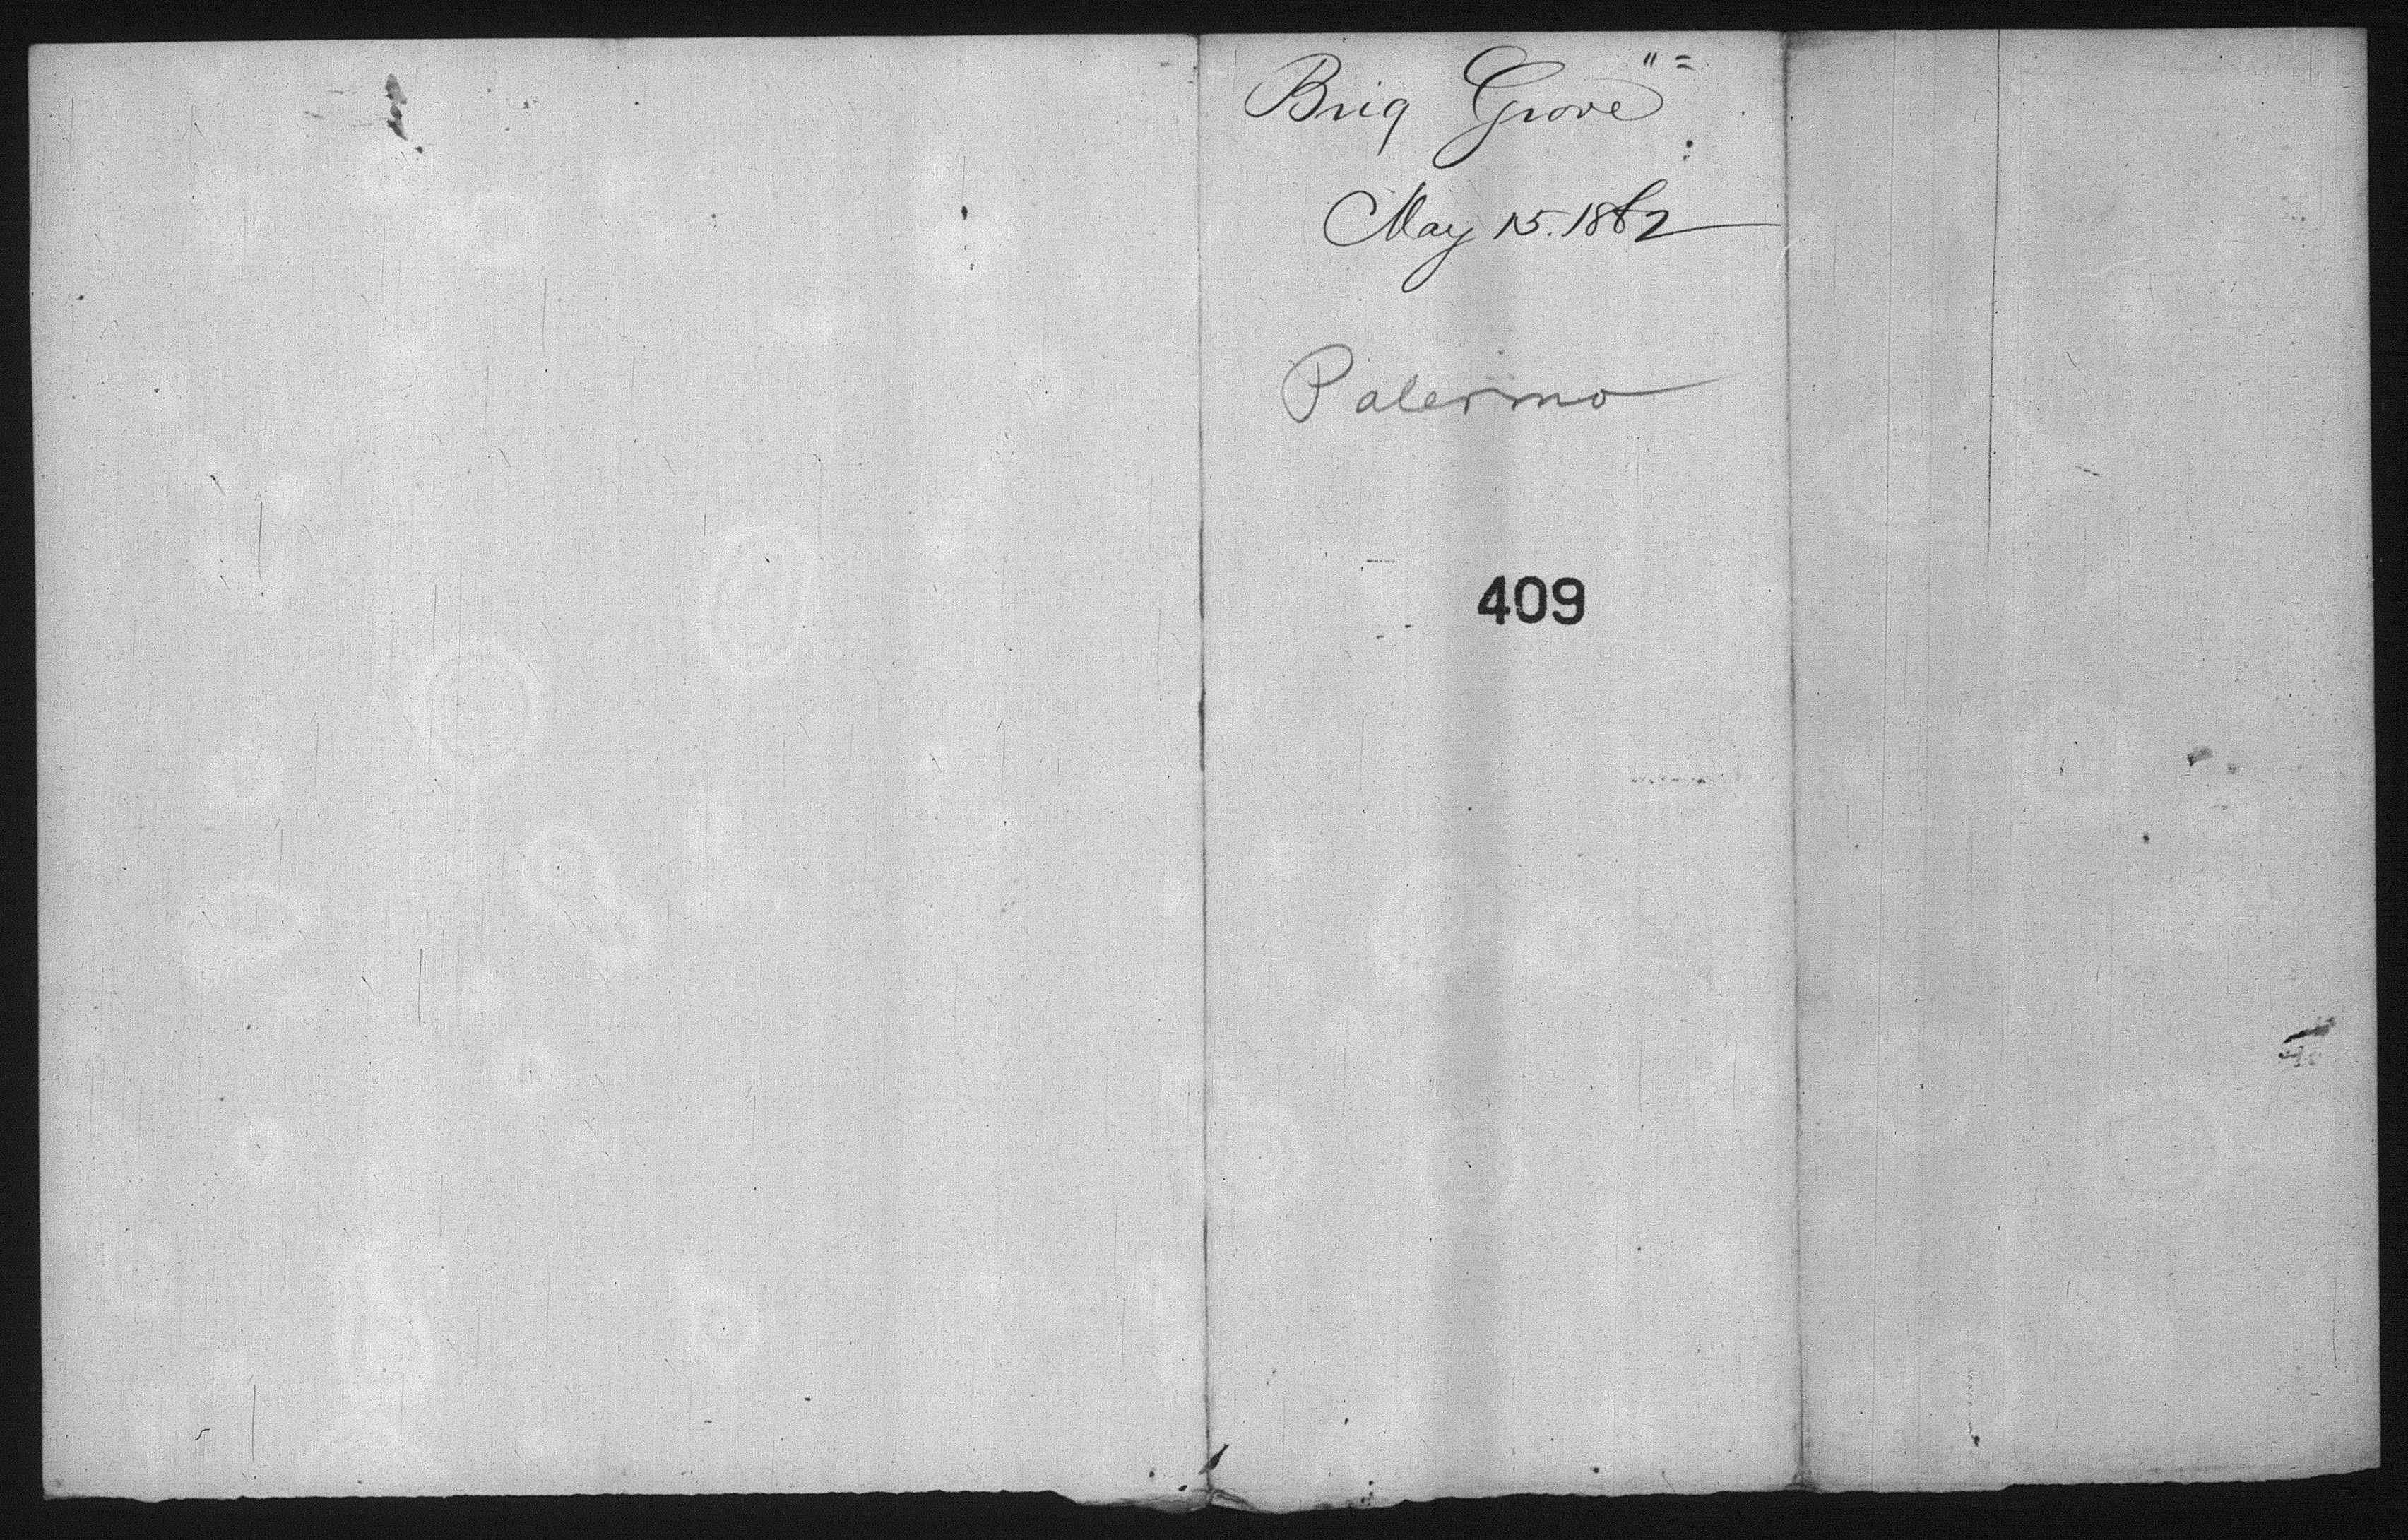 Brig Grove" =
May 15. 1862
Palermo
409